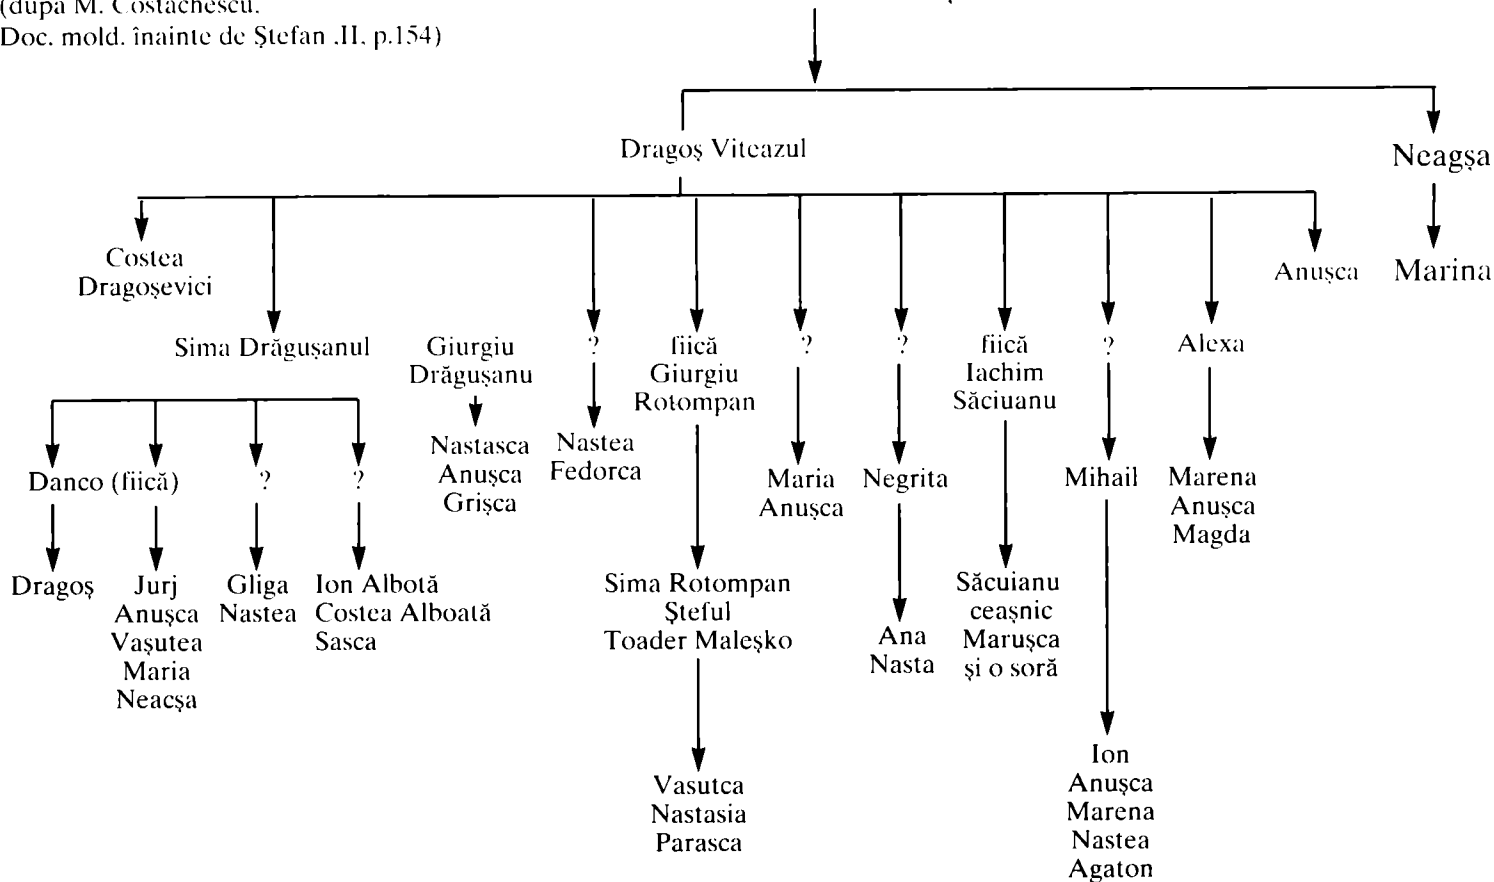 (după M. Costăchescu.
Doc. mold. înainte de Ștefan ,II, p.154)
Dragoș Viteazul
Neagșa
Costea
Dragoșevici
Anușca
Marina
Sima Drăgușanul
Giurgiu
Drăgușanu
?
fiică
Giurgiu
Rotompan
?
?
fiică
Iachim
Săciuanu
?
Alexa
Danco (fiică)
?
?
Nastasca
Anușca
Grișca
Nastea
Fedorca
Maria
Anușca
Negrita
Mihail
Marena
Anușca
Magda
Dragoș
Jurj
Anușca
Vașutea
Maria
Neacșa
Gliga
Nastea
Ion Albotă
Costea Alboată
Sasca
Sima Rotompan
Șteful
Toader Maleșko
Ana
Nasta
Săcuianu
ceașnic
Marușca
și o soră
Vasutca
Nastasia
Parasca
Ion
Anușca
Marena
Nastea
Agaton